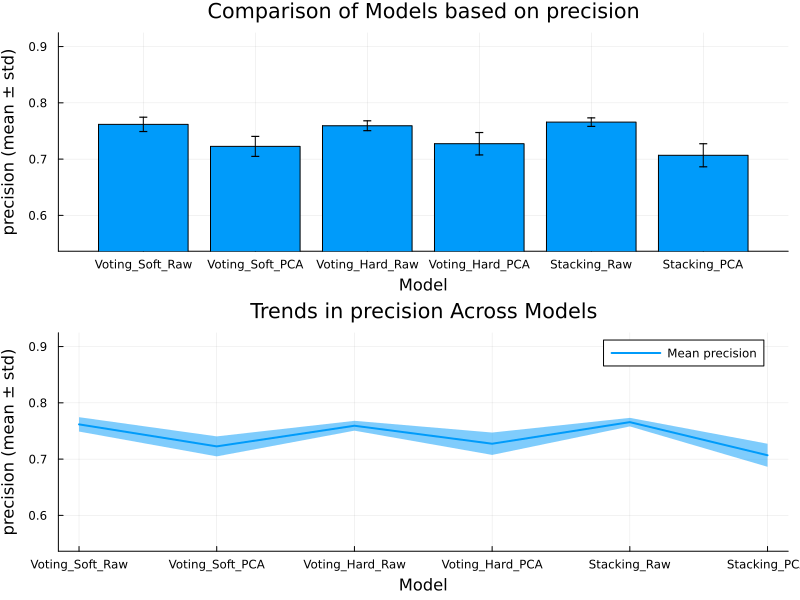 Comparison of Models based on precision
precision (mean ± std)
0.9
0.8
0.7
0.6
Voting_Soft_Raw Voting_Soft_PCA Voting_Hard_Raw Voting_Hard_PCA Stacking_Raw Stacking_PCA
Model
Trends in precision Across Models
precision (mean ± std)
0.9
0.8
0.7
0.6
Mean precision
Voting_Soft_Raw Voting_Soft_PCA Voting_Hard_Raw Voting_Hard_PCA Stacking_Raw Stacking_PC
Model